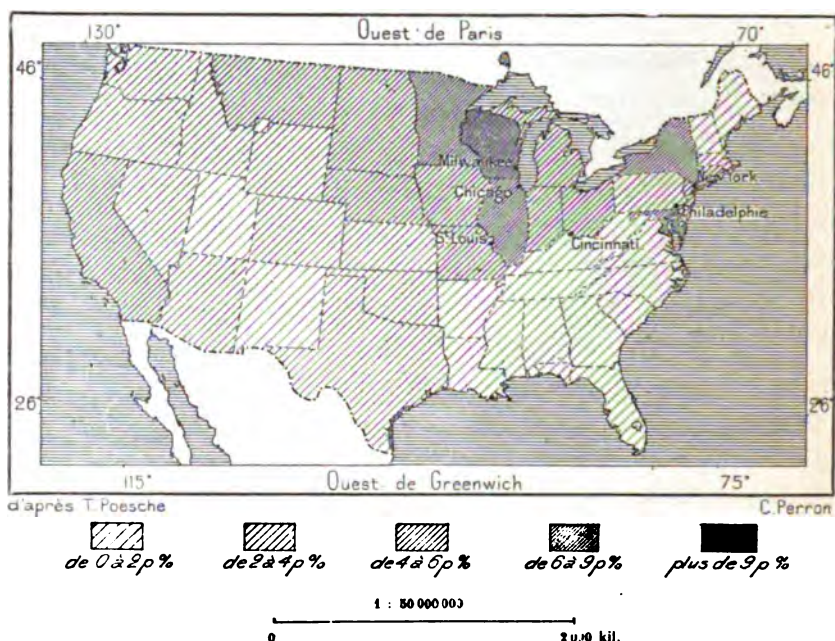 130° Ouest de Paris 70°
46° 46°
Milwaukee
Chicago
New York
Philadelphie
St Louis
Cincinnati
26° 26°
115° Ouest de Greenwich 75°
d'après T. Poesche C. Perron
de 0 à 2 p % de 2 à 4 p % de 4 à 6 p % de 6 à 9 p % plus de 9 p %
1 : 50 000 000
0 2000 kil.